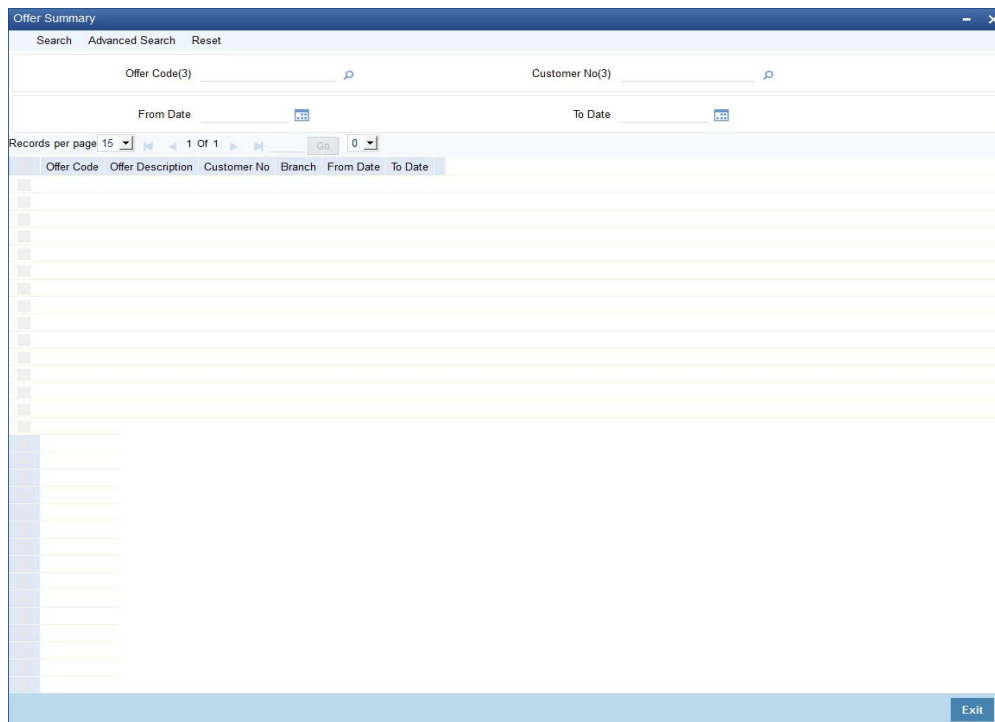 Offer Summary
Search Advanced Search Reset
Offer Code(3) Customer No(3)
From Date To Date
Records per page 15 1 Of 1 Go 0
Offer Code Offer Description Customer No Branch From Date To Date
Exit